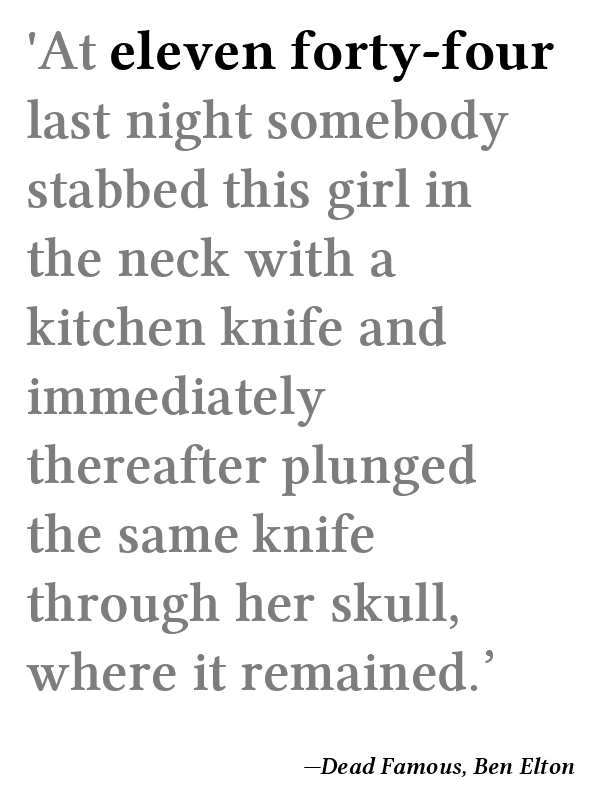 'At eleven forty-four
last night somebody
stabbed this girl in
the neck with a
kitchen knife and
immediately
thereafter plunged
the same knife
through her skull,
where it remained.’
—Dead Famous, Ben Elton